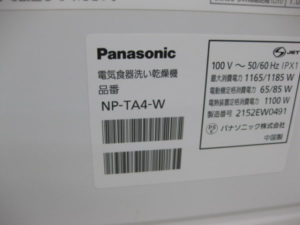 Panasonic
電気食器洗い乾燥機
品番
NP-TA4-W
JET
100 V ～ 50/60 Hz IPX1
最大消費電力 1165/1185 W
電動機定格消費電力 65/85 W
電熱装置定格消費電力 1100 W
製造番号 2152EW0491
PS E パナソニック株式会社
中国製